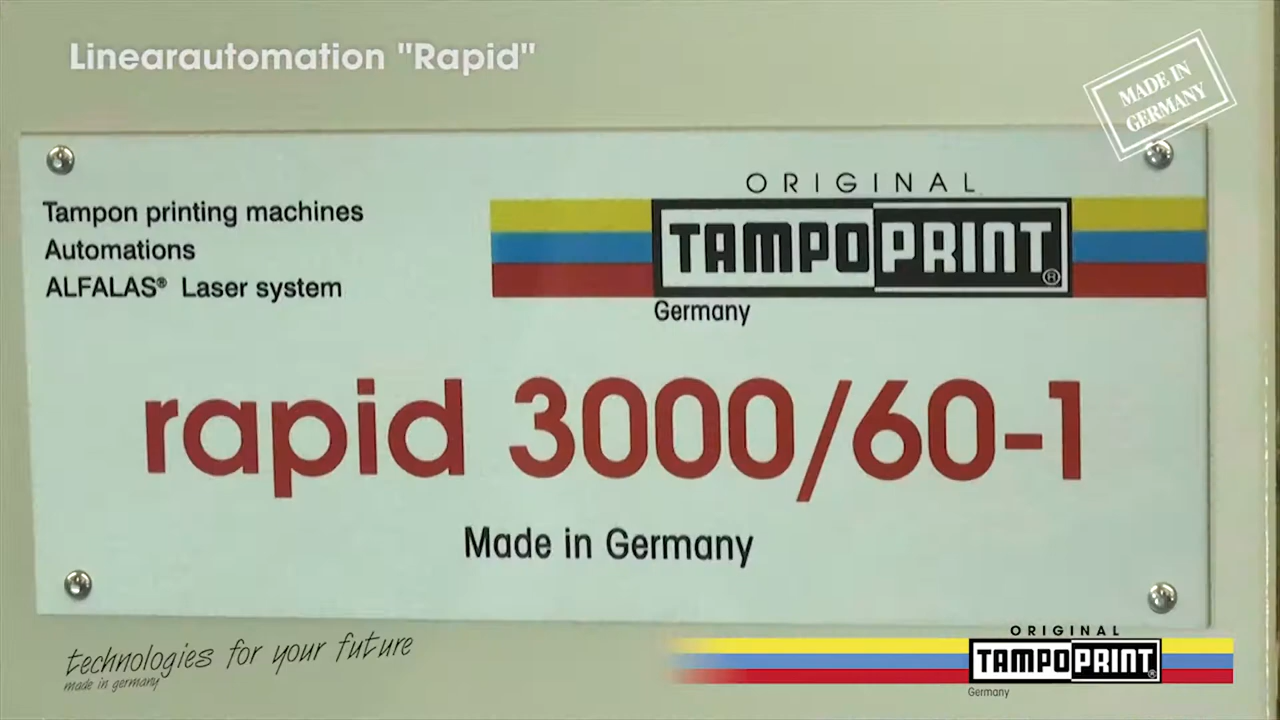 Linearautomation "Rapid"
MADE IN
GERMANY
ORIGINAL
Tampon printing machines
Automations
ALFALAS® Laser system
TAMPOPRINT®
Germany
rapid 3000/60-1
Made in Germany
technologies for your future
made in germany
ORIGINAL
TAMPOPRINT®
Germany